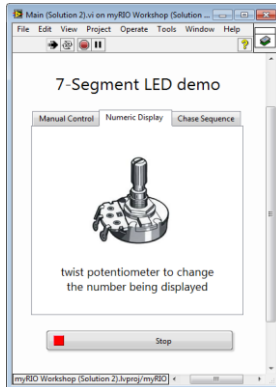 Main (Solution 2).vi on myRIO Workshop (Solution ...
File Edit View Project Operate Tools Window Help
7-Segment LED demo
Manual Control Numeric Display Chase Sequence
twist potentiometer to change
the number being displayed
Stop
myRIO Workshop (Solution 2).lvproj/myRIO